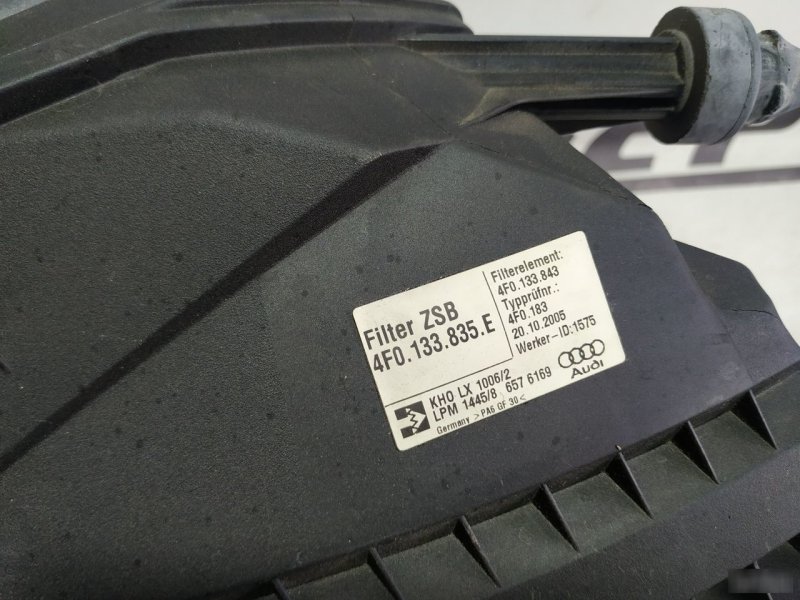 Filter ZSB
4F0.133.835.E
Filterelement:
4F0.133.843
Typprüfnr.:
4F0.183
20.10.2005
Werker-ID:1575
KHO LX 1006/2
LPM 1445/8 657 6169
Germany >PA6 GF 30<
Audi